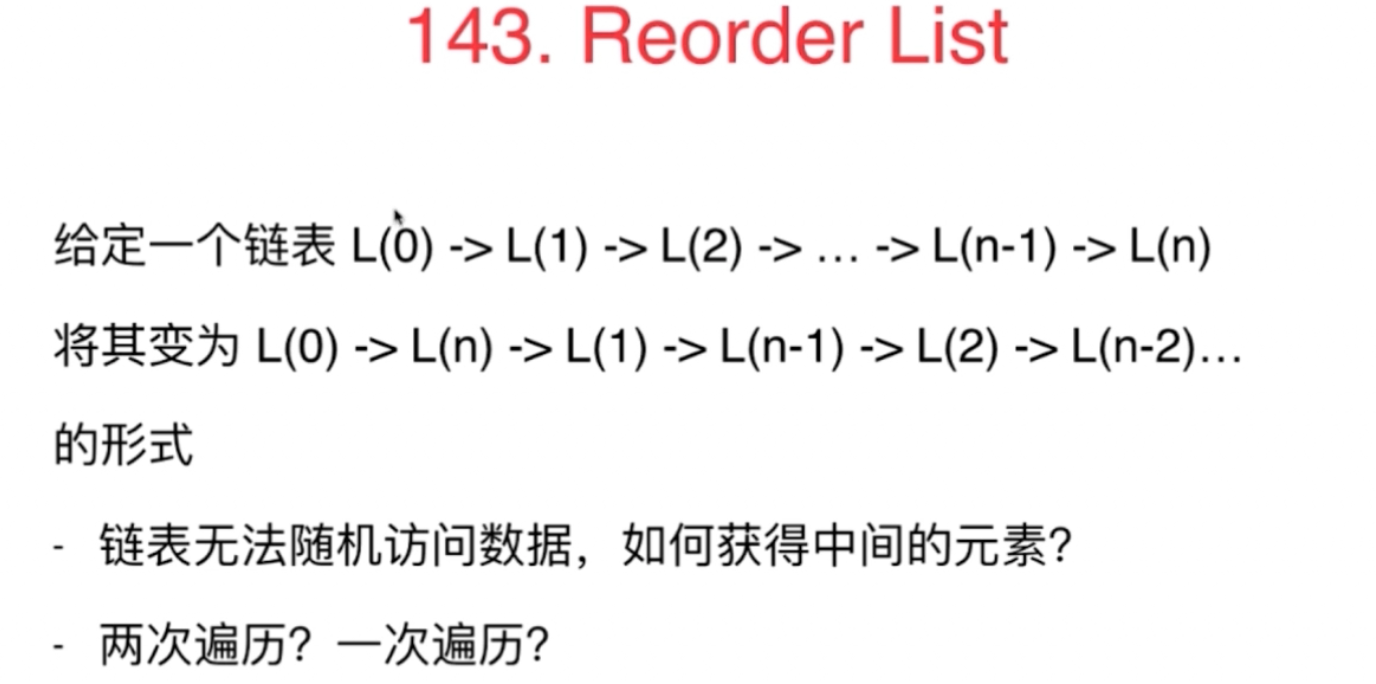 143. Reorder List
给定一个链表 L(0) -> L(1) -> L(2) -> … -> L(n-1) -> L(n)
将其变为 L(0) -> L(n) -> L(1) -> L(n-1) -> L(2) -> L(n-2)…
的形式
- 链表无法随机访问数据，如何获得中间的元素？
- 两次遍历？一次遍历？